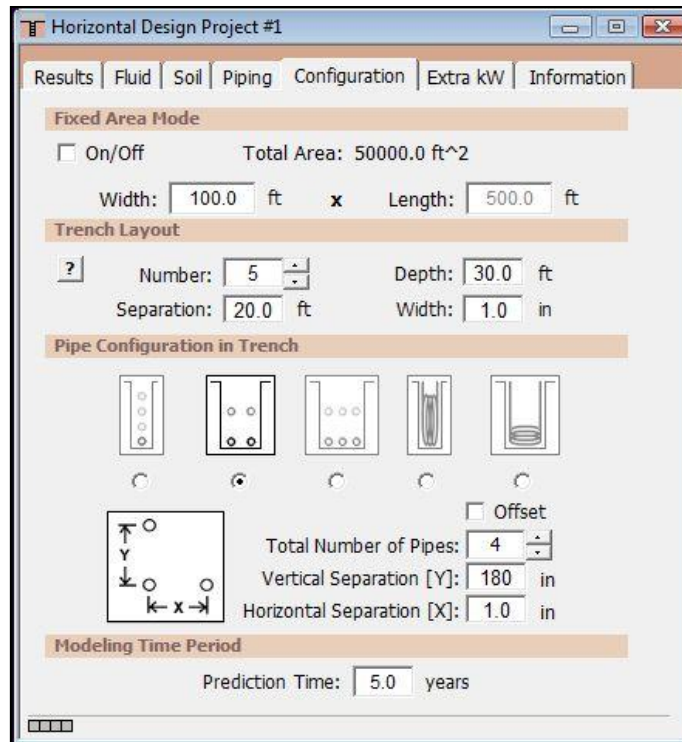 Horizontal Design Project #1
Results Fluid Soil Piping Configuration Extra kW Information
Fixed Area Mode
On/Off Total Area: 50000.0 ft^2
Width: 100.0 ft x Length: 500.0 ft
Trench Layout
? Number: 5 Depth: 30.0 ft
Separation: 20.0 ft Width: 1.0 in
Pipe Configuration in Trench
Offset
Y
X
Total Number of Pipes: 4
Vertical Separation [Y]: 180 in
Horizontal Separation [X]: 1.0 in
Modeling Time Period
Prediction Time: 5.0 years